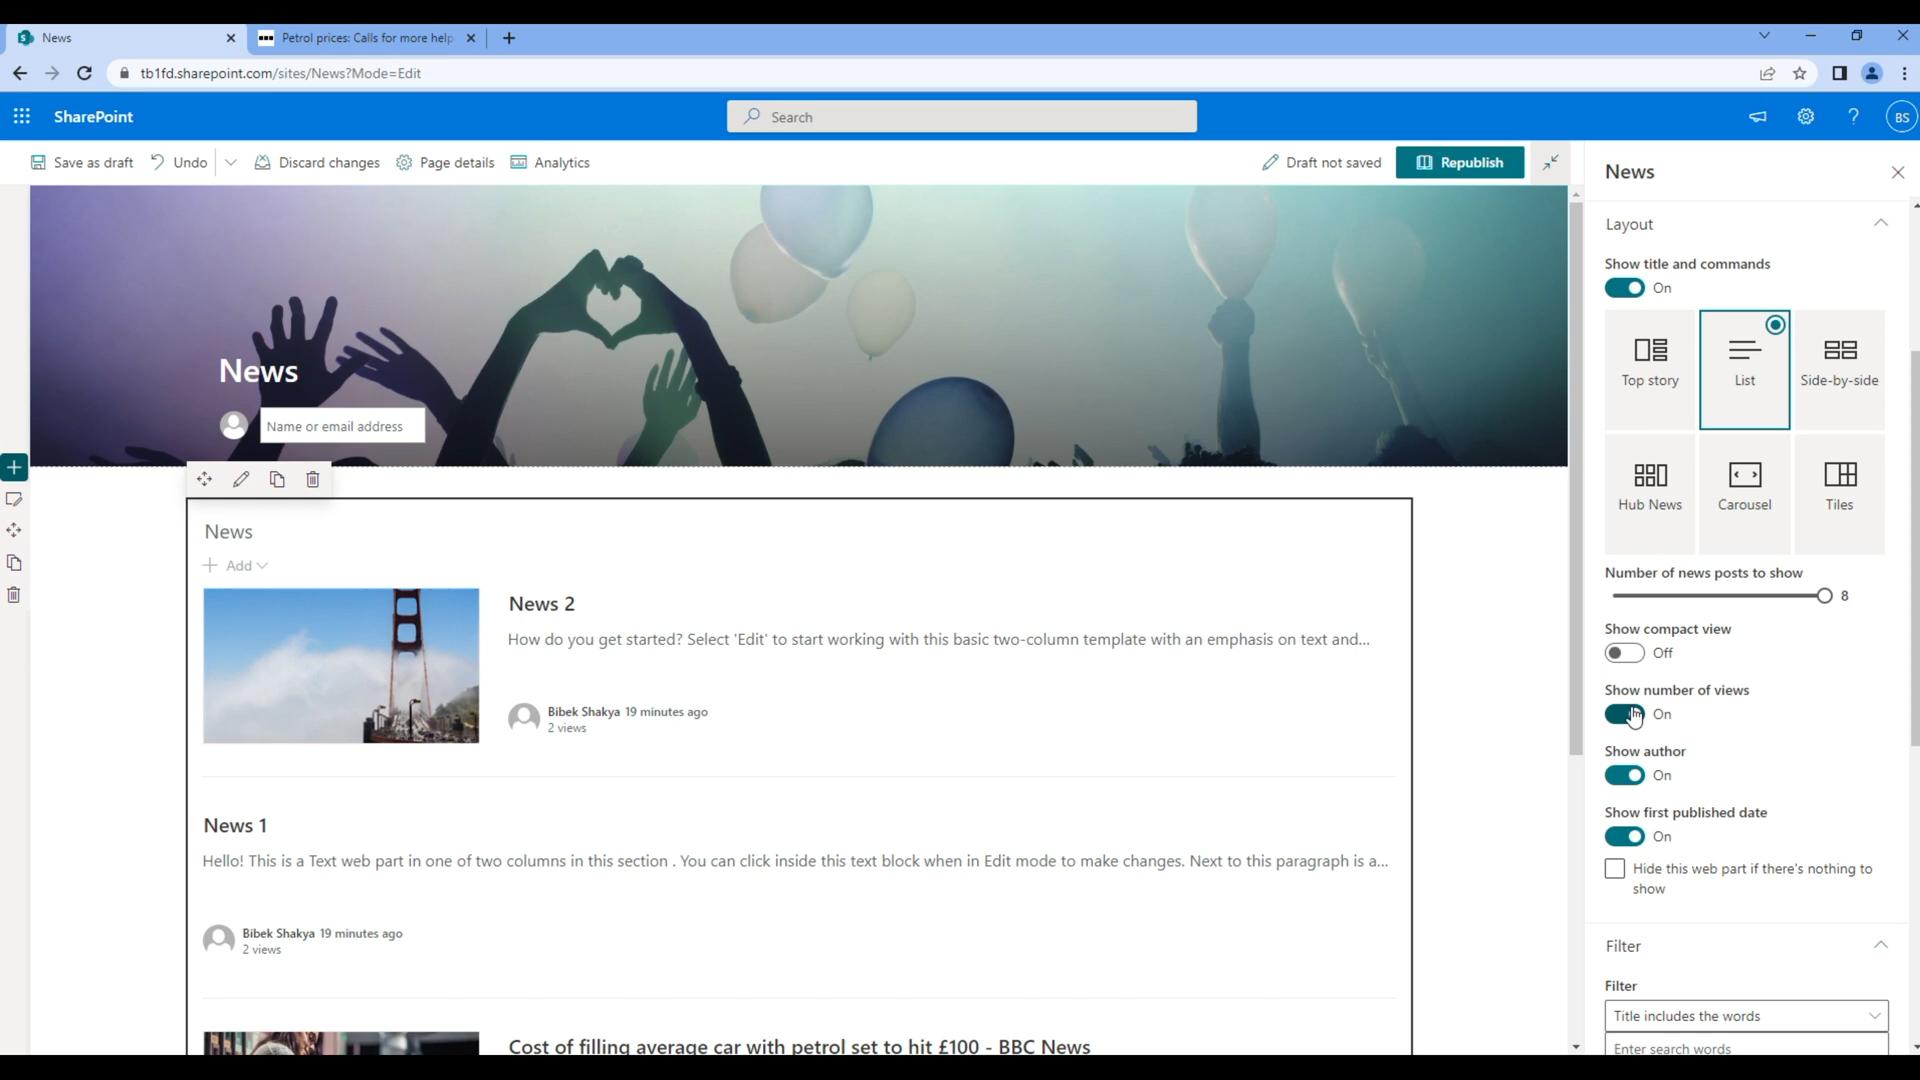 News
Petrol prices: Calls for more help
tb1fd.sharepoint.com/sites/News?Mode=Edit
SharePoint
Search
BS
Save as draft
Undo
Discard changes
Page details
Analytics
Draft not saved
Republish
News
Name or email address
News
Add
News 2
How do you get started? Select 'Edit' to start working with this basic two-column template with an emphasis on text and...
Bibek Shakya 19 minutes ago
2 views
News 1
Hello! This is a Text web part in one of two columns in this section . You can click inside this text block when in Edit mode to make changes. Next to this paragraph is a...
Bibek Shakya 19 minutes ago
2 views
Cost of filling average car with petrol set to hit £100 - BBC News
News
Layout
Show title and commands
On
Top story
List
Side-by-side
Hub News
Carousel
Tiles
Number of news posts to show
8
Show compact view
Off
Show number of views
On
Show author
On
Show first published date
On
Hide this web part if there's nothing to
show
Filter
Filter
Title includes the words
Enter search words